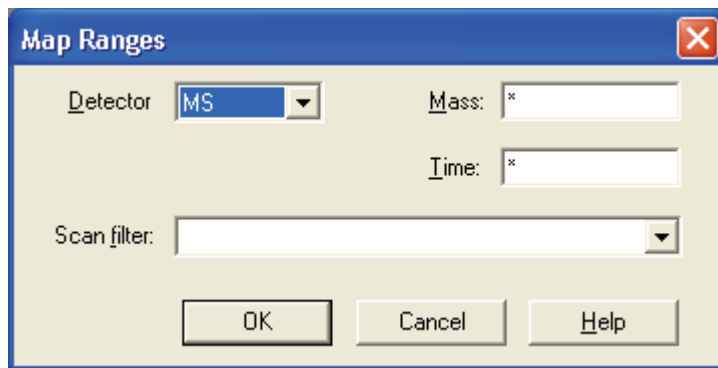 Map Ranges
Detector MS Mass: *
Time: *
Scan filter:
OK Cancel Help